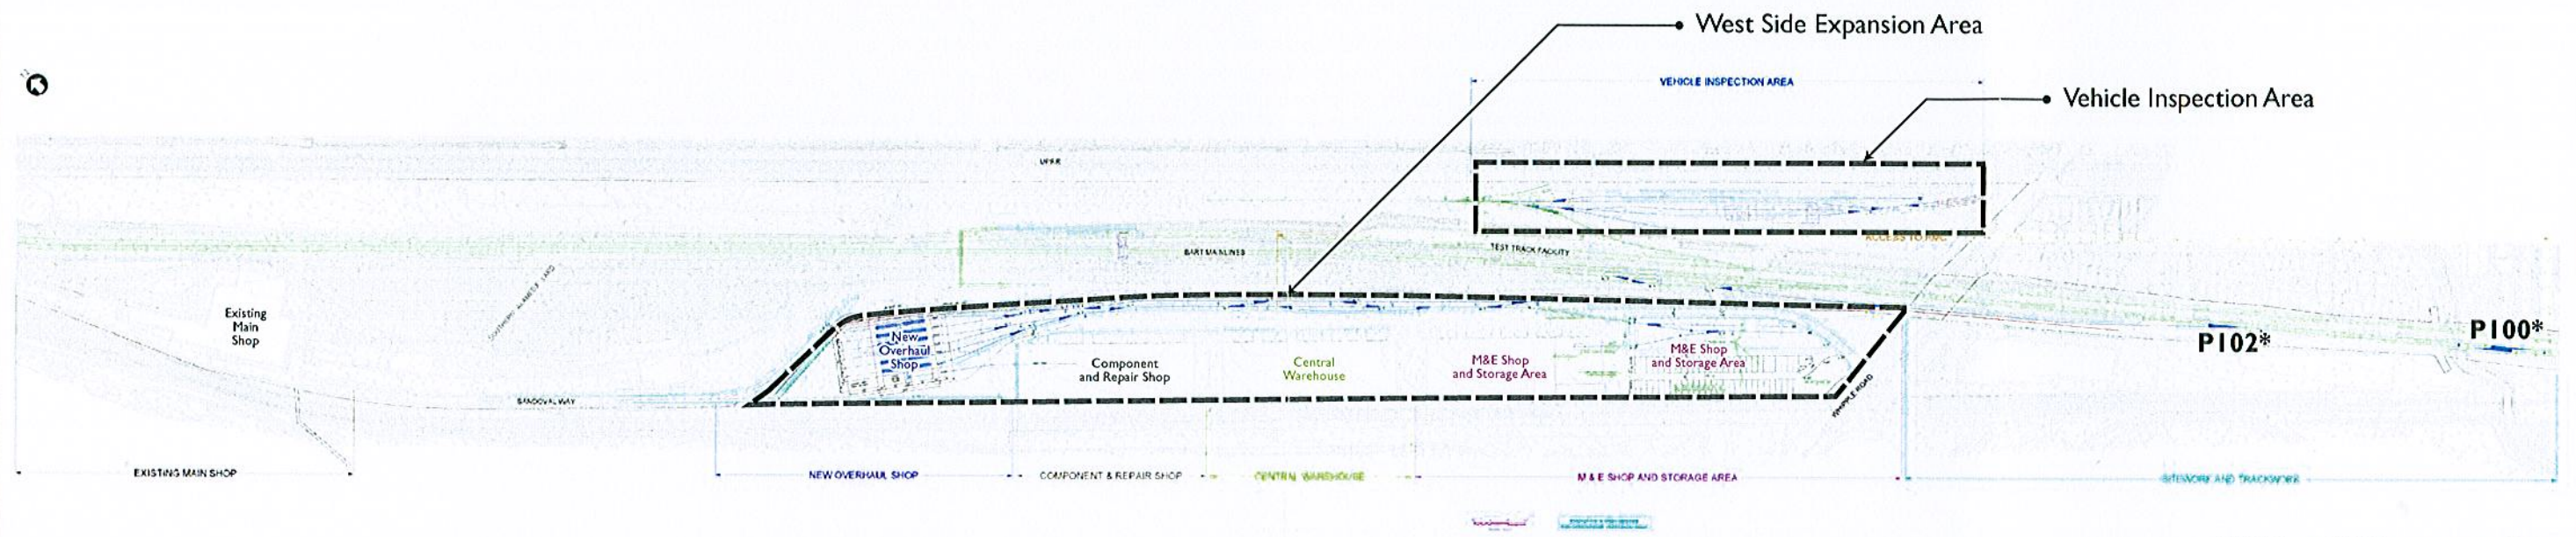 West Side Expansion Area
VEHICLE INSPECTION AREA
Vehicle Inspection Area
UPRR
BART MAINLINES
TEST TRACK FACILITY
ACCESS TO RMC
Existing
Main
Shop
New
Overhaul
Shop
Component
and Repair Shop
Central
Warehouse
M&E Shop
and Storage Area
M&E Shop
and Storage Area
P102*
P100*
SANDOVAL WAY
WHIPPLE ROAD
EXISTING MAIN SHOP
NEW OVERHAUL SHOP
COMPONENT & REPAIR SHOP
CENTRAL WAREHOUSE
M & E SHOP AND STORAGE AREA
SITEWORK AND TRACKWORK